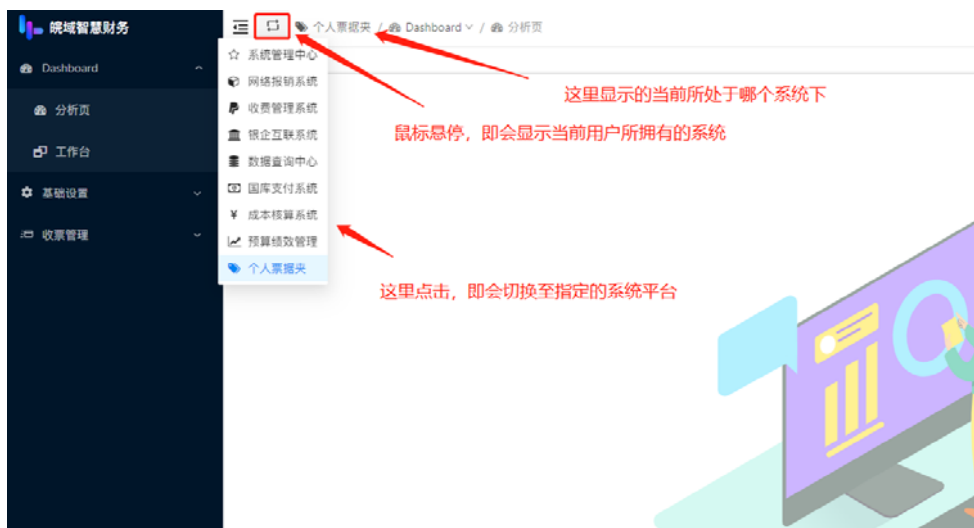 皖域智慧财务
个人票据夹 / Dashboard / 分析页
Dashboard
分析页
工作台
基础设置
收票管理
系统管理中心
网络报销系统
收费管理系统
银企互联系统
数据查询中心
国库支付系统
成本核算系统
预算绩效管理
个人票据夹
这里显示的当前所处于哪个系统下
鼠标悬停，即会显示当前用户所拥有的系统
这里点击，即会切换至指定的系统平台